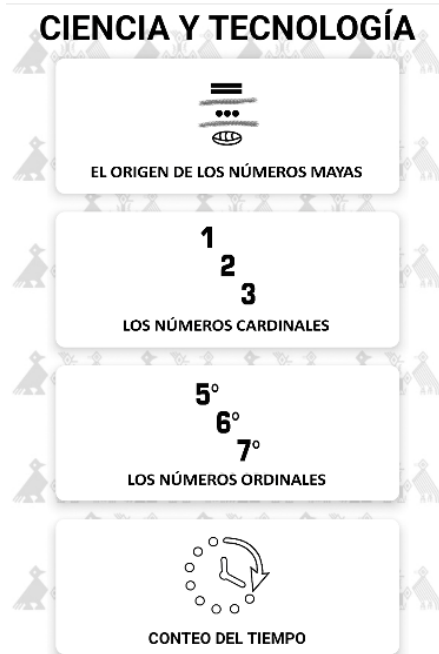 CIENCIA Y TECNOLOGÍA
EL ORIGEN DE LOS NÚMEROS MAYAS
1
2
3
LOS NÚMEROS CARDINALES
5°
6°
7°
LOS NÚMEROS ORDINALES
CONTEO DEL TIEMPO